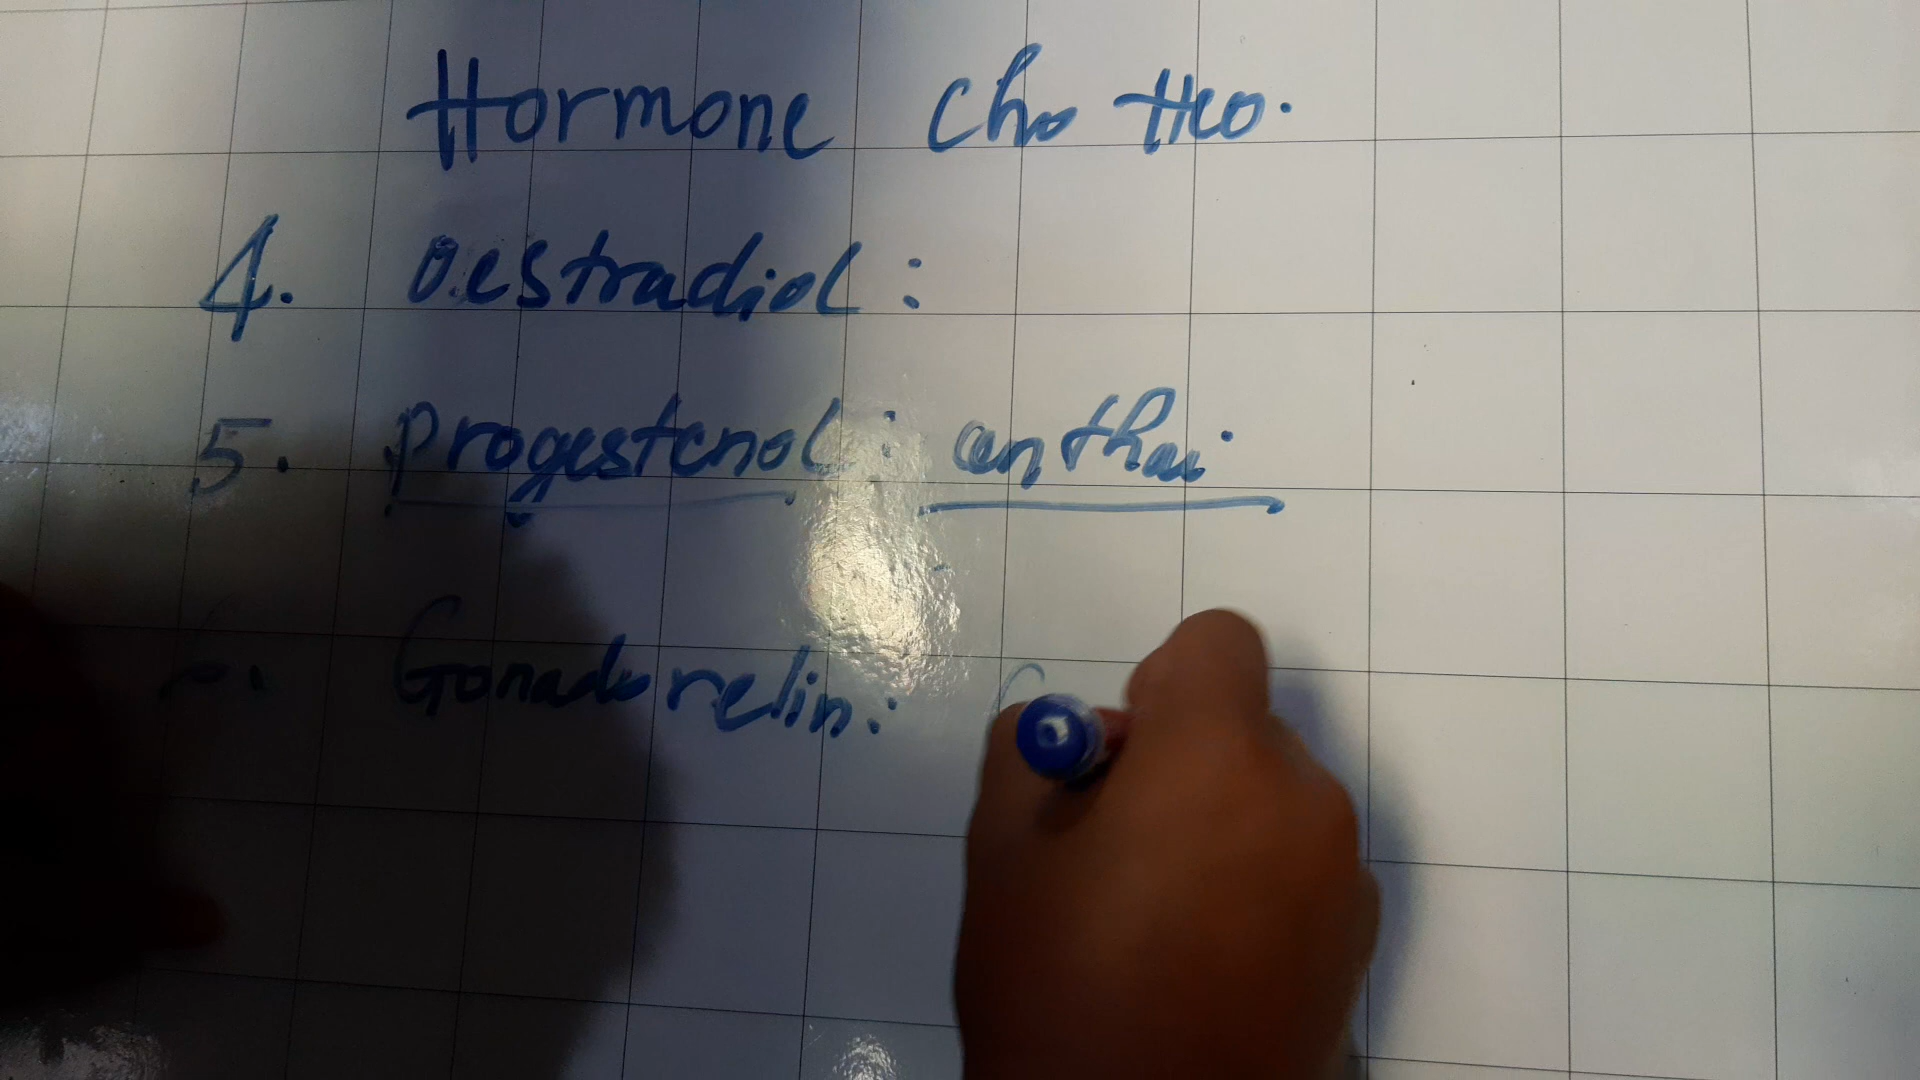 Hormone cho Heo.
4. Oestradiol:
5. progestenol: an thai
6. Gonadorelin: